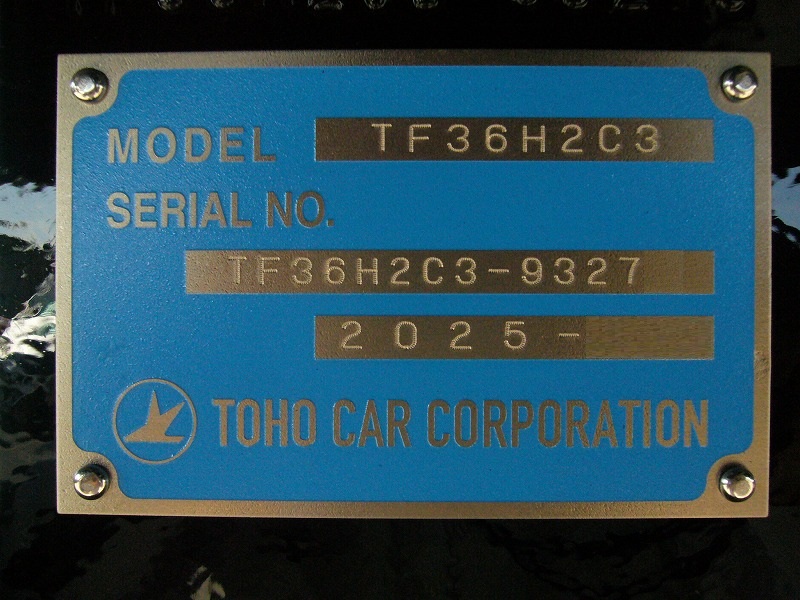 MODEL TF36H2C3
SERIAL NO.
TF36H2C3-9327
2025-
TOHO CAR CORPORATION